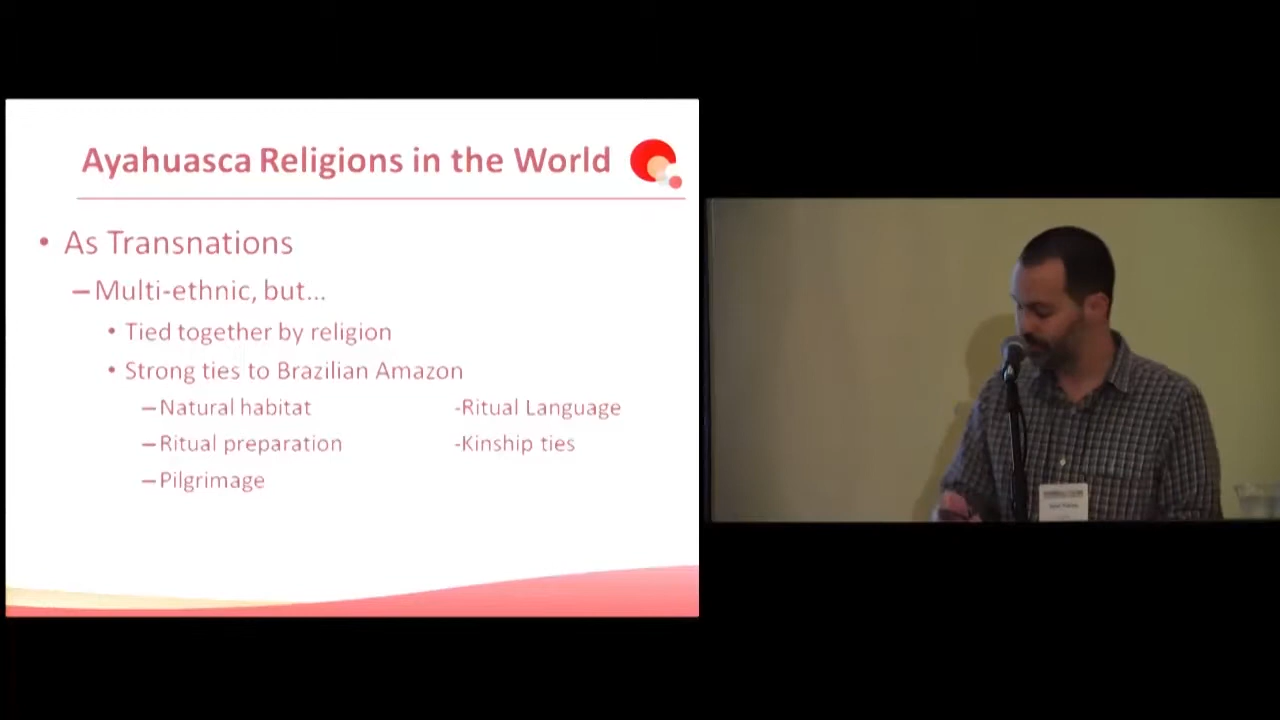 Ayahuasca Religions in the World
• As Transnations
–Multi-ethnic, but...
• Tied together by religion
• Strong ties to Brazilian Amazon
–Natural habitat -Ritual Language
–Ritual preparation -Kinship ties
–Pilgrimage